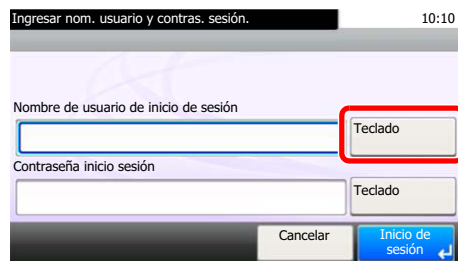 Ingresar nom. usuario y contras. sesión. 10:10
Nombre de usuario de inicio de sesión
Teclado
Contraseña inicio sesión
Teclado
Cancelar
Inicio de
sesión